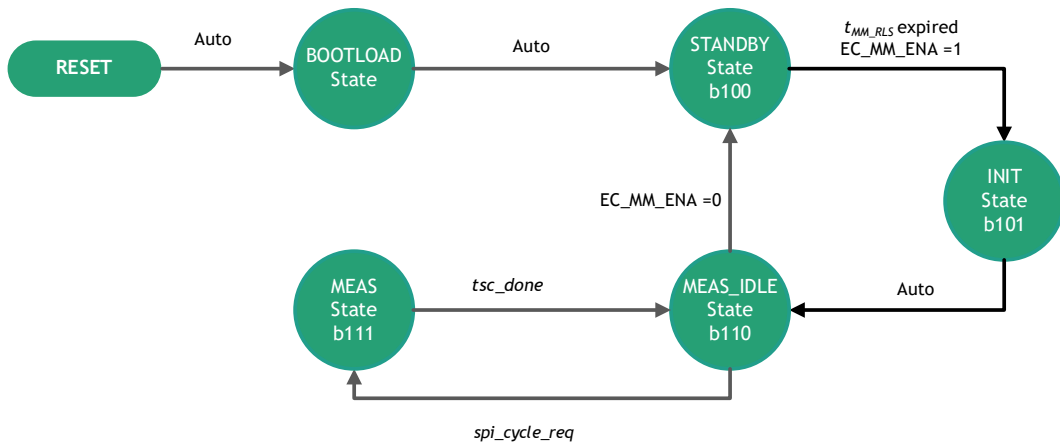 RESET
Auto
BOOTLOAD
State
Auto
STANDBY
State
b100
tMM_RLS expired
EC_MM_ENA =1
INIT
State
b101
EC_MM_ENA =0
MEAS
State
b111
tsc_done
MEAS_IDLE
State
b110
Auto
spi_cycle_req